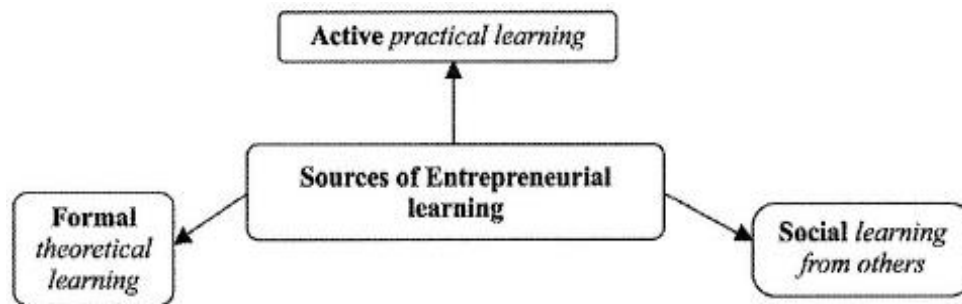 Active practical learning
Sources of Entrepreneurial
learning
Formal
theoretical
learning
Social learning
from others